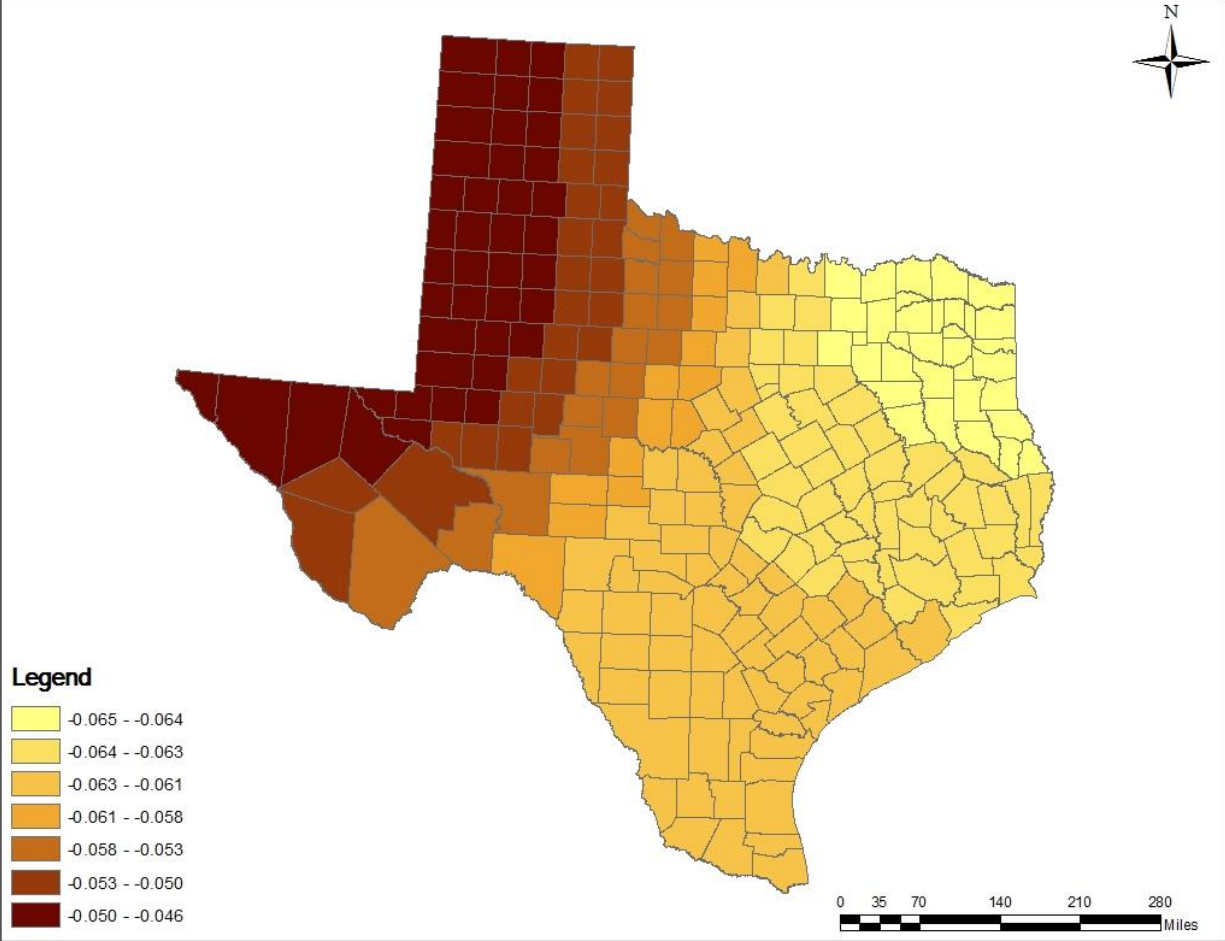 N
Legend
-0.065 - -0.064
-0.064 - -0.063
-0.063 - -0.061
-0.061 - -0.058
-0.058 - -0.053
-0.053 - -0.050
-0.050 - -0.046
0 35 70 140 210 280
Miles